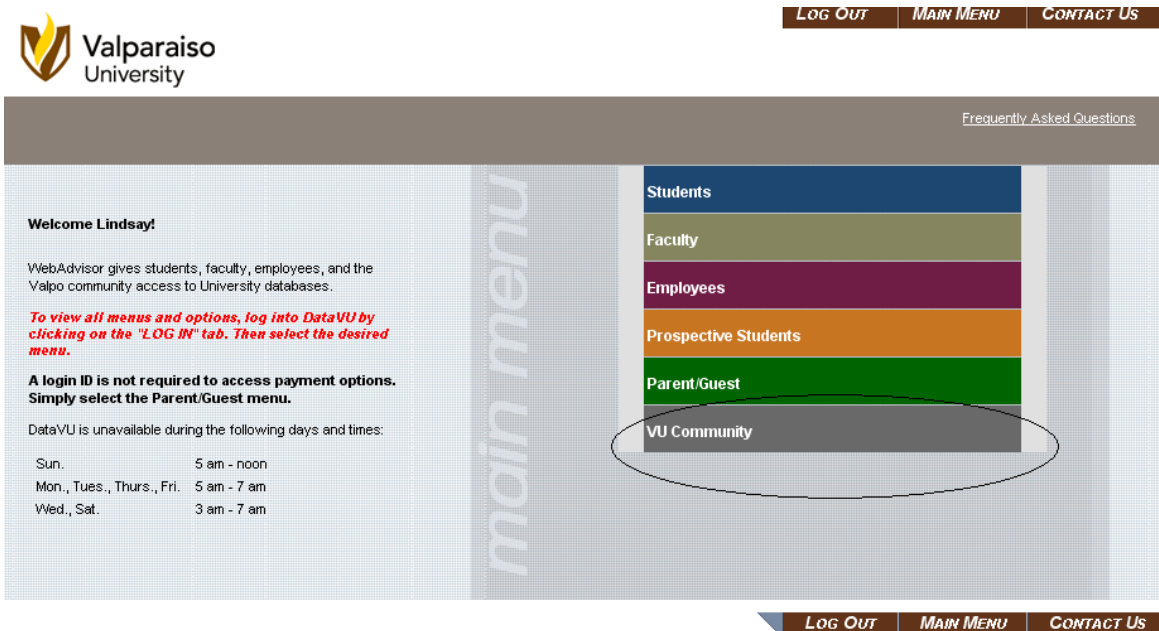 LOG OUT MAIN MENU CONTACT US
Valparaiso
University
Frequently Asked Questions
main menu
Students
Faculty
Employees
Prospective Students
Parent/Guest
VU Community
Welcome Lindsay!
WebAdvisor gives students, faculty, employees, and the
Valpo community access to University databases.
To view all menus and options, log into DataVU by
clicking on the "LOG IN" tab. Then select the desired
menu.
A login ID is not required to access payment options.
Simply select the Parent/Guest menu.
DataVU is unavailable during the following days and times:
Sun. 5 am - noon
Mon., Tues., Thurs., Fri. 5 am - 7 am
Wed., Sat. 3 am - 7 am
LOG OUT MAIN MENU CONTACT US